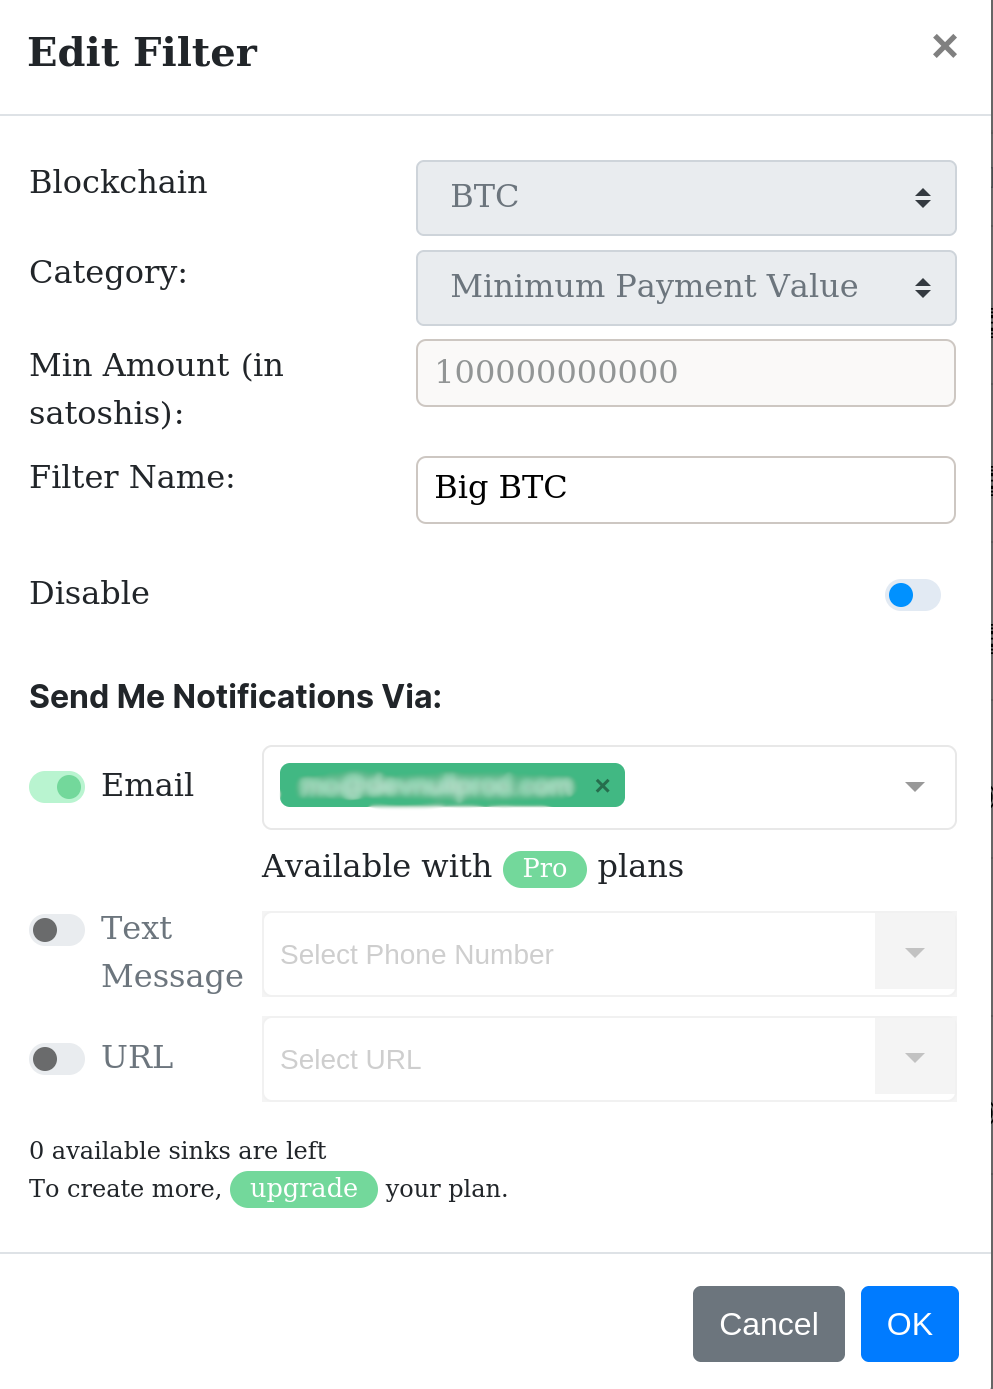 Edit Filter ×
Blockchain BTC
Category: Minimum Payment Value
Min Amount (in satoshis): 100000000000
Filter Name: Big BTC
Disable
Send Me Notifications Via:
Email ×
Available with Pro plans
Text Message Select Phone Number
URL Select URL
0 available sinks are left
To create more, upgrade your plan.
Cancel OK